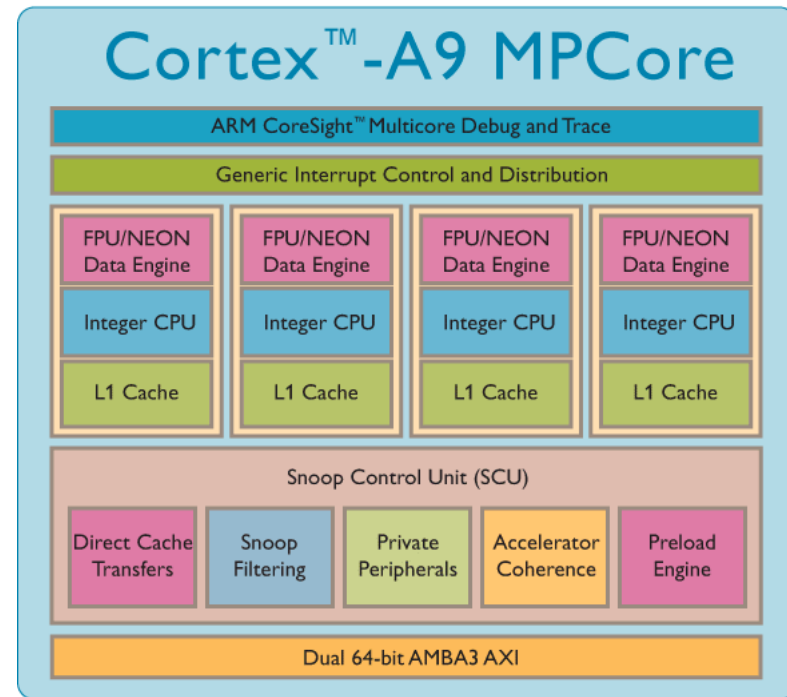 Cortex™-A9 MPCore
ARM CoreSight™ Multicore Debug and Trace
Generic Interrupt Control and Distribution
FPU/NEON
Data Engine
Integer CPU
L1 Cache
FPU/NEON
Data Engine
Integer CPU
L1 Cache
FPU/NEON
Data Engine
Integer CPU
L1 Cache
FPU/NEON
Data Engine
Integer CPU
L1 Cache
Snoop Control Unit (SCU)
Direct Cache
Transfers
Snoop
Filtering
Private
Peripherals
Accelerator
Coherence
Preload
Engine
Dual 64-bit AMBA3 AXI